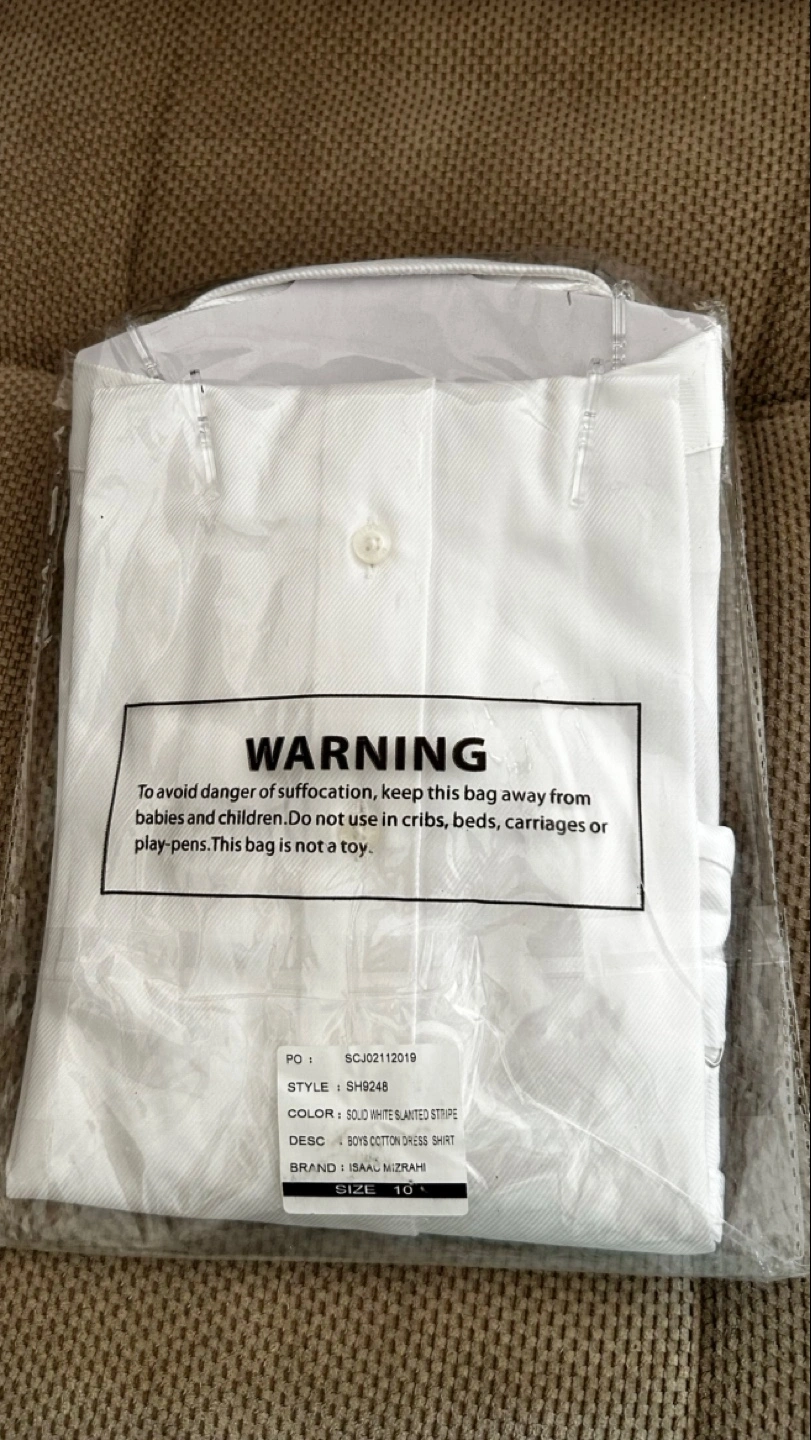 WARNING
To avoid danger of suffocation, keep this bag away from
babies and children.Do not use in cribs, beds, carriages or
play-pens.This bag is not a toy.
PO : SCJ02112019
STYLE : SH9248
COLOR : SOLID WHITE SLANTED STRIPE
DESC : BOYS COTTON DRESS SHIRT
BRAND : ISAAC MIZRAHI
SIZE 10